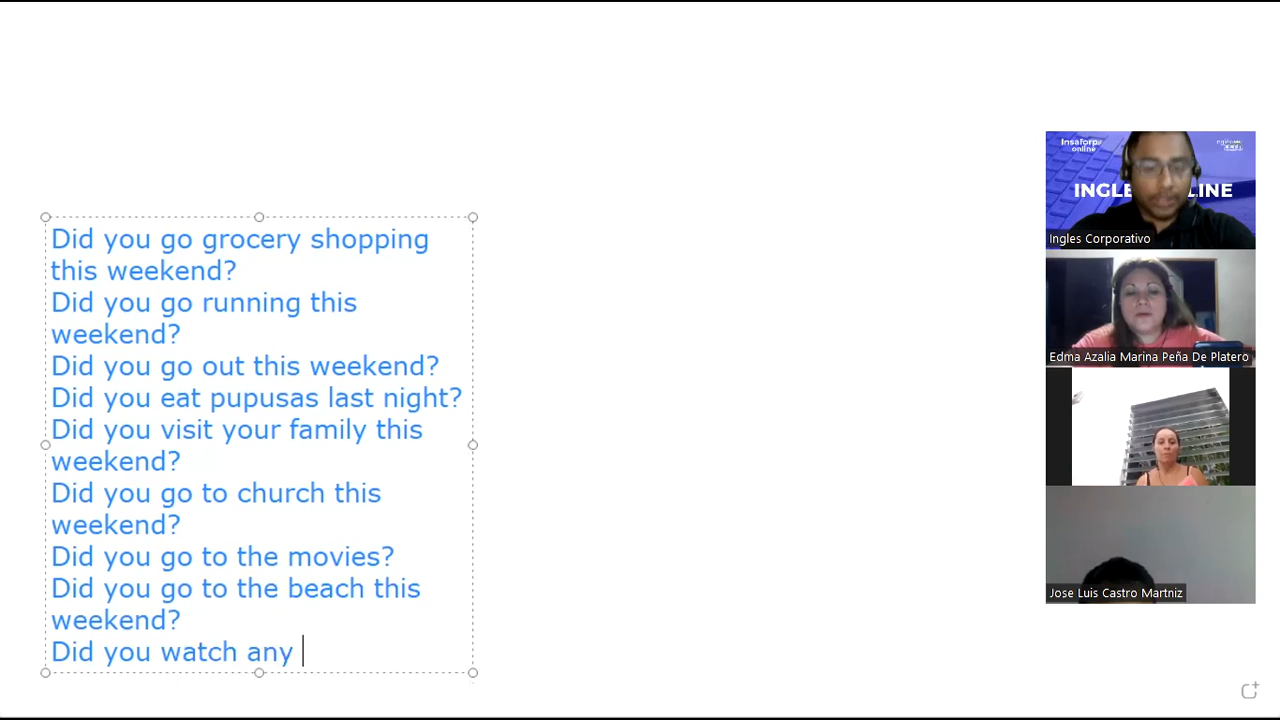 Did you go grocery shopping
this weekend?
Did you go running this
weekend?
Did you go out this weekend?
Did you eat pupusas last night?
Did you visit your family this
weekend?
Did you go to church this
weekend?
Did you go to the movies?
Did you go to the beach this
weekend?
Did you watch any
Insaforp
online
INGLE LINE
Ingles Corporativo
Edma Azalia Marina Peña De Platero
Jose Luis Castro Martniz